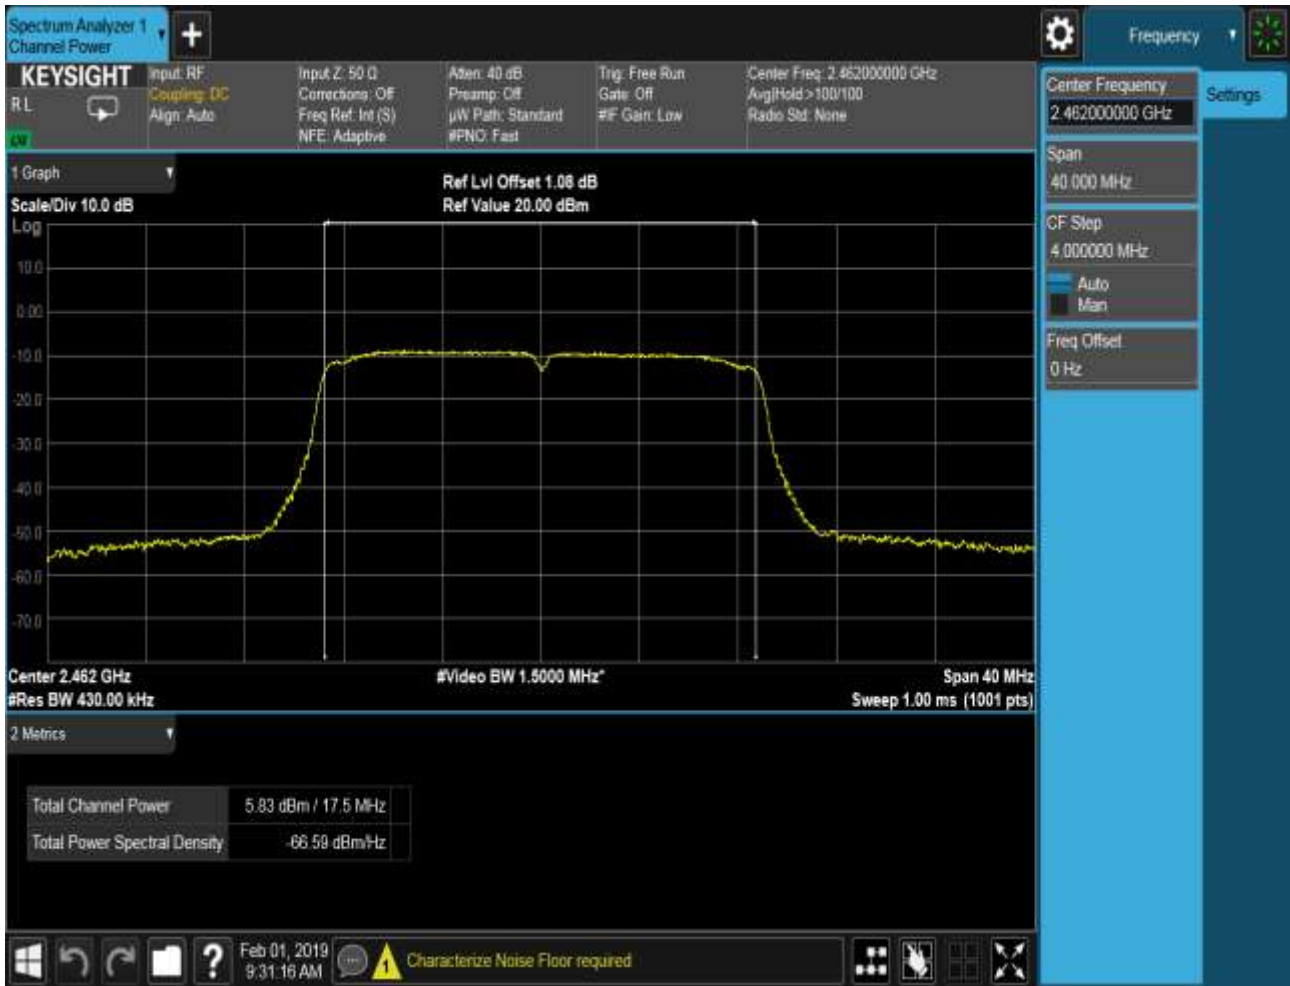 Spectrum Analyzer 1
Channel Power
Frequency
KEYSIGHT
R L
Input: RF
Coupling: DC
Align: Auto
Input Z: 50 Ω
Corrections: Off
Freq Ref: Int (S)
NFE: Adaptive
Atten: 40 dB
Preamp: Off
µW Path: Standard
#PNO: Fast
Trig: Free Run
Gate: Off
#IF Gain: Low
Center Freq: 2.462000000 GHz
Avg|Hold:>100/100
Radio Std: None
Center Frequency
2.462000000 GHz
Settings
Span
40.000 MHz
CF Step
4.000000 MHz
Auto
Man
Freq Offset
0 Hz
1 Graph
Scale/Div 10.0 dB
Ref Lvl Offset 1.08 dB
Ref Value 20.00 dBm
Log
10.0
0.00
-10.0
-20.0
-30.0
-40.0
-50.0
-60.0
-70.0
Center 2.462 GHz
#Res BW 430.00 kHz
#Video BW 1.5000 MHz*
Span 40 MHz
Sweep 1.00 ms (1001 pts)
2 Metrics
Total Channel Power 5.83 dBm / 17.5 MHz
Total Power Spectral Density -66.59 dBm/Hz
?
Feb 01, 2019
9:31:16 AM
1
Characterize Noise Floor required